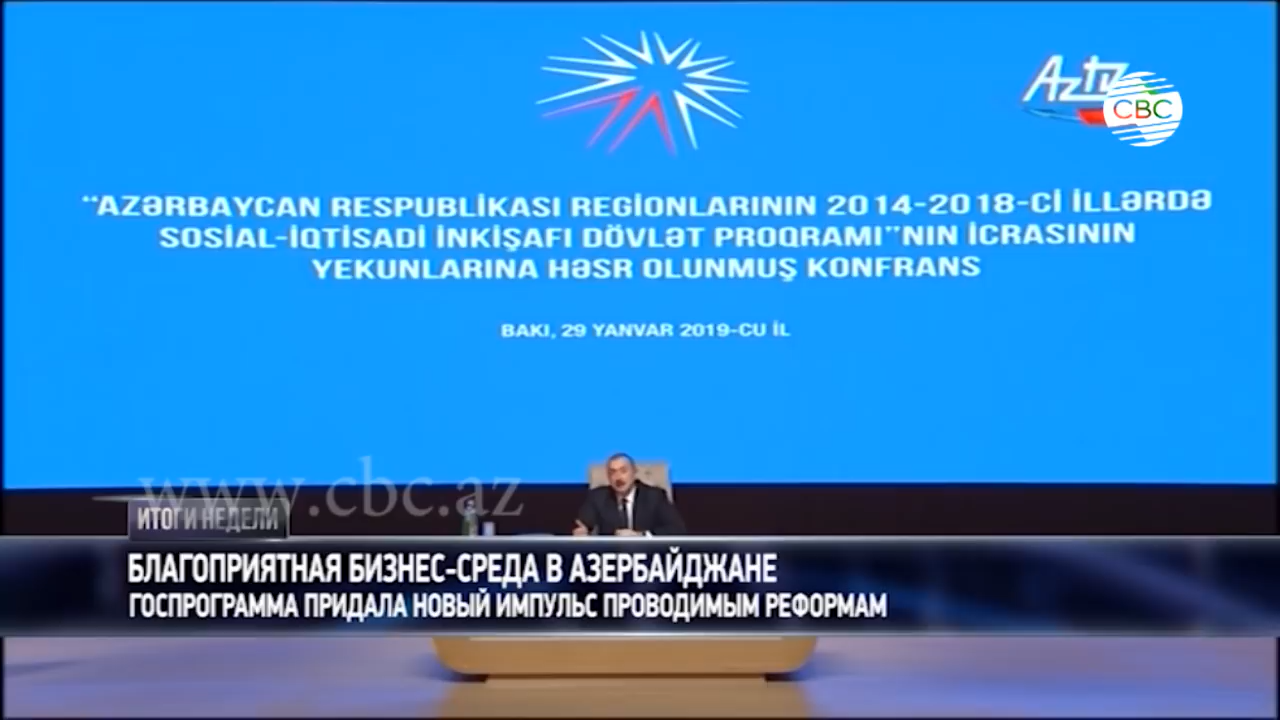 Aztv
CBC
“AZƏRBAYCAN RESPUBLİKASI REGİONLARININ 2014-2018-Cİ İLLƏRDƏ
SOSİAL-İQTİSADİ İNKİŞAFI DÖVLƏT PROQRAMI”NIN İCRASININ
YEKUNLARINA HƏSR OLUNMUŞ KONFRANS
BAKI, 29 YANVAR 2019-CU İL
www.cbc.az
ИТОГИ НЕДЕЛИ
БЛАГОПРИЯТНАЯ БИЗНЕС-СРЕДА В АЗЕРБАЙДЖАНЕ
ГОСПРОГРАММА ПРИДАЛА НОВЫЙ ИМПУЛЬС ПРОВОДИМЫМ РЕФОРМАМ